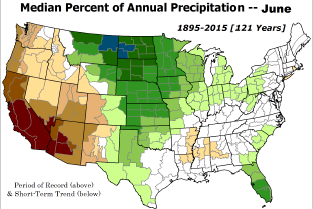 Median Percent of Annual Precipitation -- June
1895-2015 [121 Years]
Period of Record (above)
& Short-Term Trend (below)